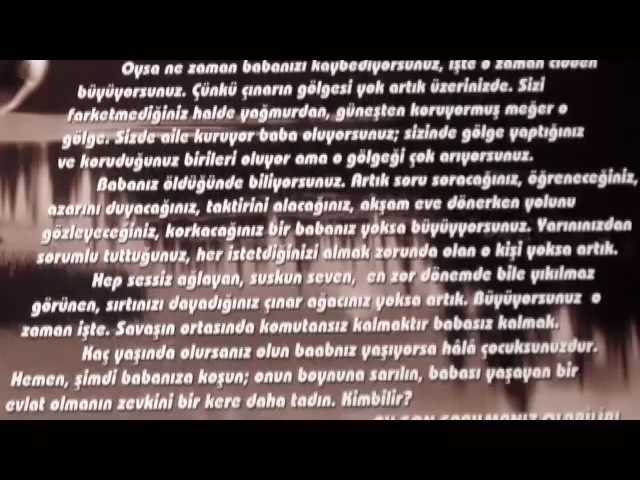 Oysa ne zaman babanızı kaybediyorsunuz, işte o zaman cidden
büyüyorsunuz. Çünkü çınarın gölgesi yok artık üzerinizde. Sizi
farketmediğiniz halde yağmurdan, güneşten koruyormuş meğer o
gölge. Sizde aile kuruyor baba oluyorsunuz; sizinde gölge yaptığınız
ve koruduğunuz birileri oluyor ama o gölgeği çok arıyorsunuz.
Babanız öldüğünde biliyorsunuz. Artık soru soracağınız, öğreneceğiniz,
azarını duyacağınız, taktirini alacağınız, akşam eve dönerken yolunu
gözleyeceğiniz, korkacağınız bir babanız yoksa büyüyyorsunuz. Yarınınızdan
sorumlu tuttuğunuz, her istetdiğinizi almak zorunda olan o kişi yoksa artık.
Hep sessiz ağlayan, suskun seven, en zor dönemde bile yıkılmaz
görünen, sırtınızı dayadığınız çınar ağacınız yoksa artık. Büyüyorsunuz o
zaman işte. Savaşın ortasında komutansız kalmaktır babasız kalmak.
Kaç yaşında olursanız olun baabnız yaşıyorsa hâlâ çocuksunuzdur.
Hemen, şimdi babanıza koşun; onun boynuna sarılın, babası yaşayan bir
evlat olmanın zevkini bir kere daha tadın. Kimbilir?